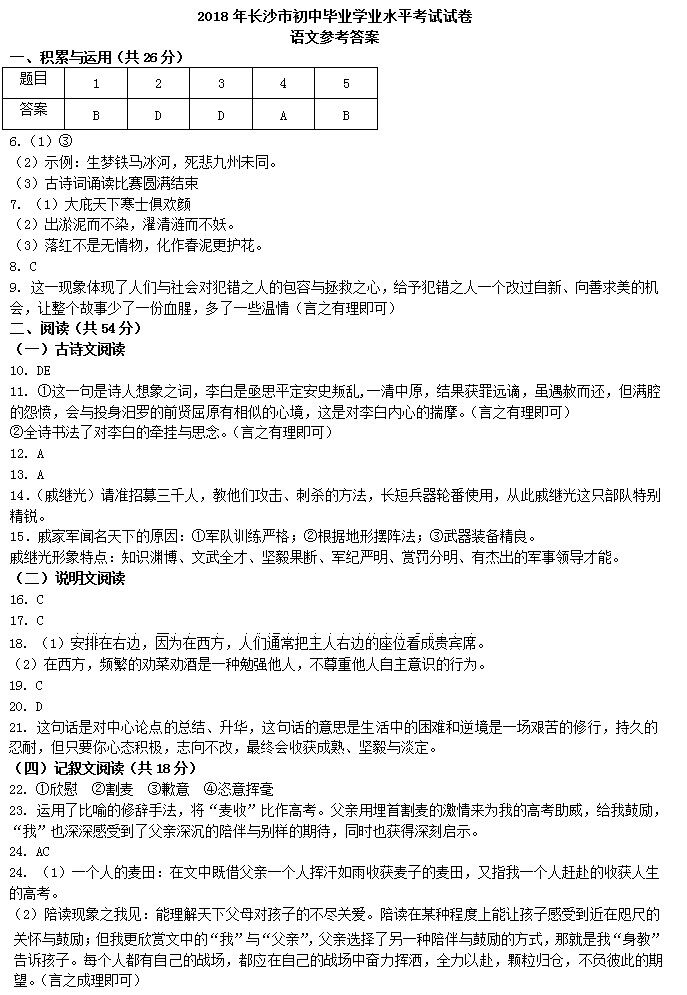 2018年长沙市初中毕业学业水平考试试卷
语文参考答案
一、积累与运用（共26分）
题目 1 2 3 4 5
答案 B D D A B
6.（1）③
（2）示例：生梦铁马冰河，死悲九州未同。
（3）古诗词诵读比赛圆满结束
7.（1）大庇天下寒士俱欢颜
（2）出淤泥而不染，濯清涟而不妖。
（3）落红不是无情物，化作春泥更护花。
8. C
9. 这一现象体现了人们与社会对犯错之人的包容与拯救之心，给予犯错之人一个改过自新、向善求美的机
会，让整个故事少了一份血腥，多了一些温情（言之有理即可）
二、阅读（共54分）
（一）古诗文阅读
10. DE
11. ①这一句是诗人想象之词，李白是亟思平定安史叛乱,一清中原，结果获罪远谪，虽遇赦而还，但满腔
的怨愤，会与投身汨罗的前贤屈原有相似的心境，这是对李白内心的揣摩。（言之有理即可）
②全诗书法了对李白的牵挂与思念。（言之有理即可）
12. A
13. A
14.（戚继光）请准招募三千人，教他们攻击、刺杀的方法，长短兵器轮番使用，从此戚继光这只部队特别
精锐。
15. 戚家军闻名天下的原因：①军队训练严格；②根据地形摆阵法；③武器装备精良。
戚继光形象特点：知识渊博、文武全才、坚毅果断、军纪严明、赏罚分明、有杰出的军事领导才能。
（二）说明文阅读
16. C
17. C
18.（1）安排在右边，因为在西方，人们通常把主人右边的座位看成贵宾席。
（2）在西方，频繁的劝菜劝酒是一种勉强他人，不尊重他人自主意识的行为。
19. C
20. D
21. 这句话是对中心论点的总结、升华，这句话的意思是生活中的困难和逆境是一场艰苦的修行，持久的
忍耐，但只要你心态积极，志向不改，最终会收获成熟、坚毅与淡定。
（四）记叙文阅读（共18分）
22. ①欣慰 ②割麦 ③歉意 ④恣意挥毫
23. 运用了比喻的修辞手法，将“麦收”比作高考。父亲用埋首割麦的激情来为我的高考助威，给我鼓励，
“我”也深深感受到了父亲深沉的陪伴与别样的期待，同时也获得深刻启示。
24. AC
24.（1）一个人的麦田：在文中既借父亲一个人挥汗如雨收获麦子的麦田，又指我一个人赶赴的收获人生
的高考。
（2）陪读现象之我见：能理解天下父母对孩子的不尽关爱。陪读在某种程度上能让孩子感受到近在咫尺的
关怀与鼓励；但我更欣赏文中的“我”与“父亲”，父亲选择了另一种陪伴与鼓励的方式，那就是我“身教”
告诉孩子。每个人都有自己的战场，都应在自己的战场中奋力挥洒，全力以赴，颗粒归仓，不负彼此的期
望。（言之成理即可）